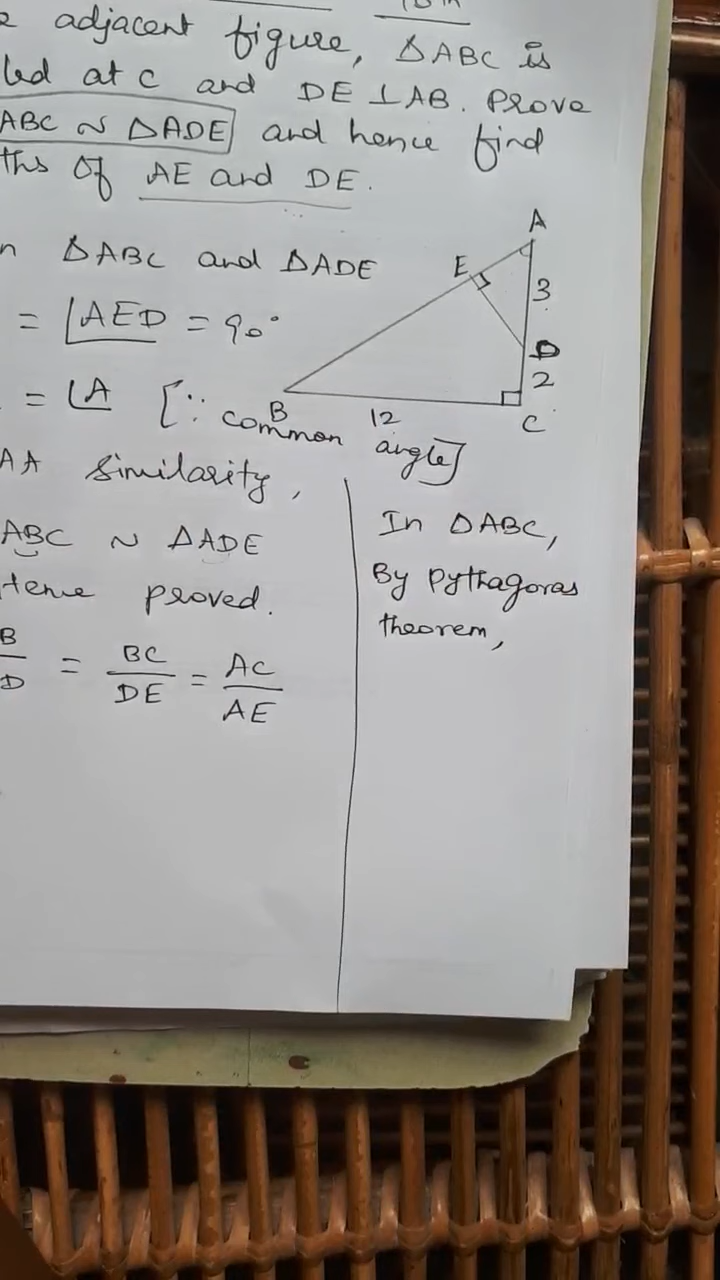 adjacent figure, ΔABC is
at C and DE ⊥ AB. Prove
ABC ~ ΔADE and hence find
of AE and DE.
ΔABC and ΔADE
= ∠AED = 90°
= ∠A [∵ common angle]
AA similarity,
ABC ~ ΔADE
Hence proved.
B/D = BC/DE = AC/AE
A
E
3
D
2
B
12
C
In ΔABC,
By Pythagoras
theorem,